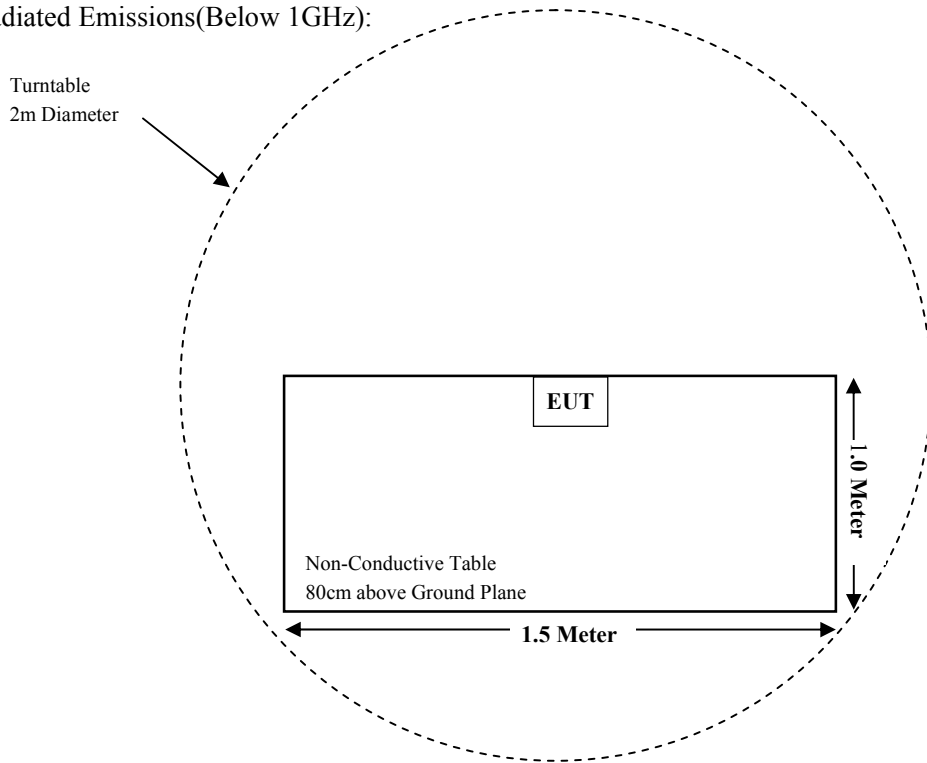 adiated Emissions(Below 1GHz):
Turntable
2m Diameter
EUT
1.0 Meter
Non-Conductive Table
80cm above Ground Plane
1.5 Meter